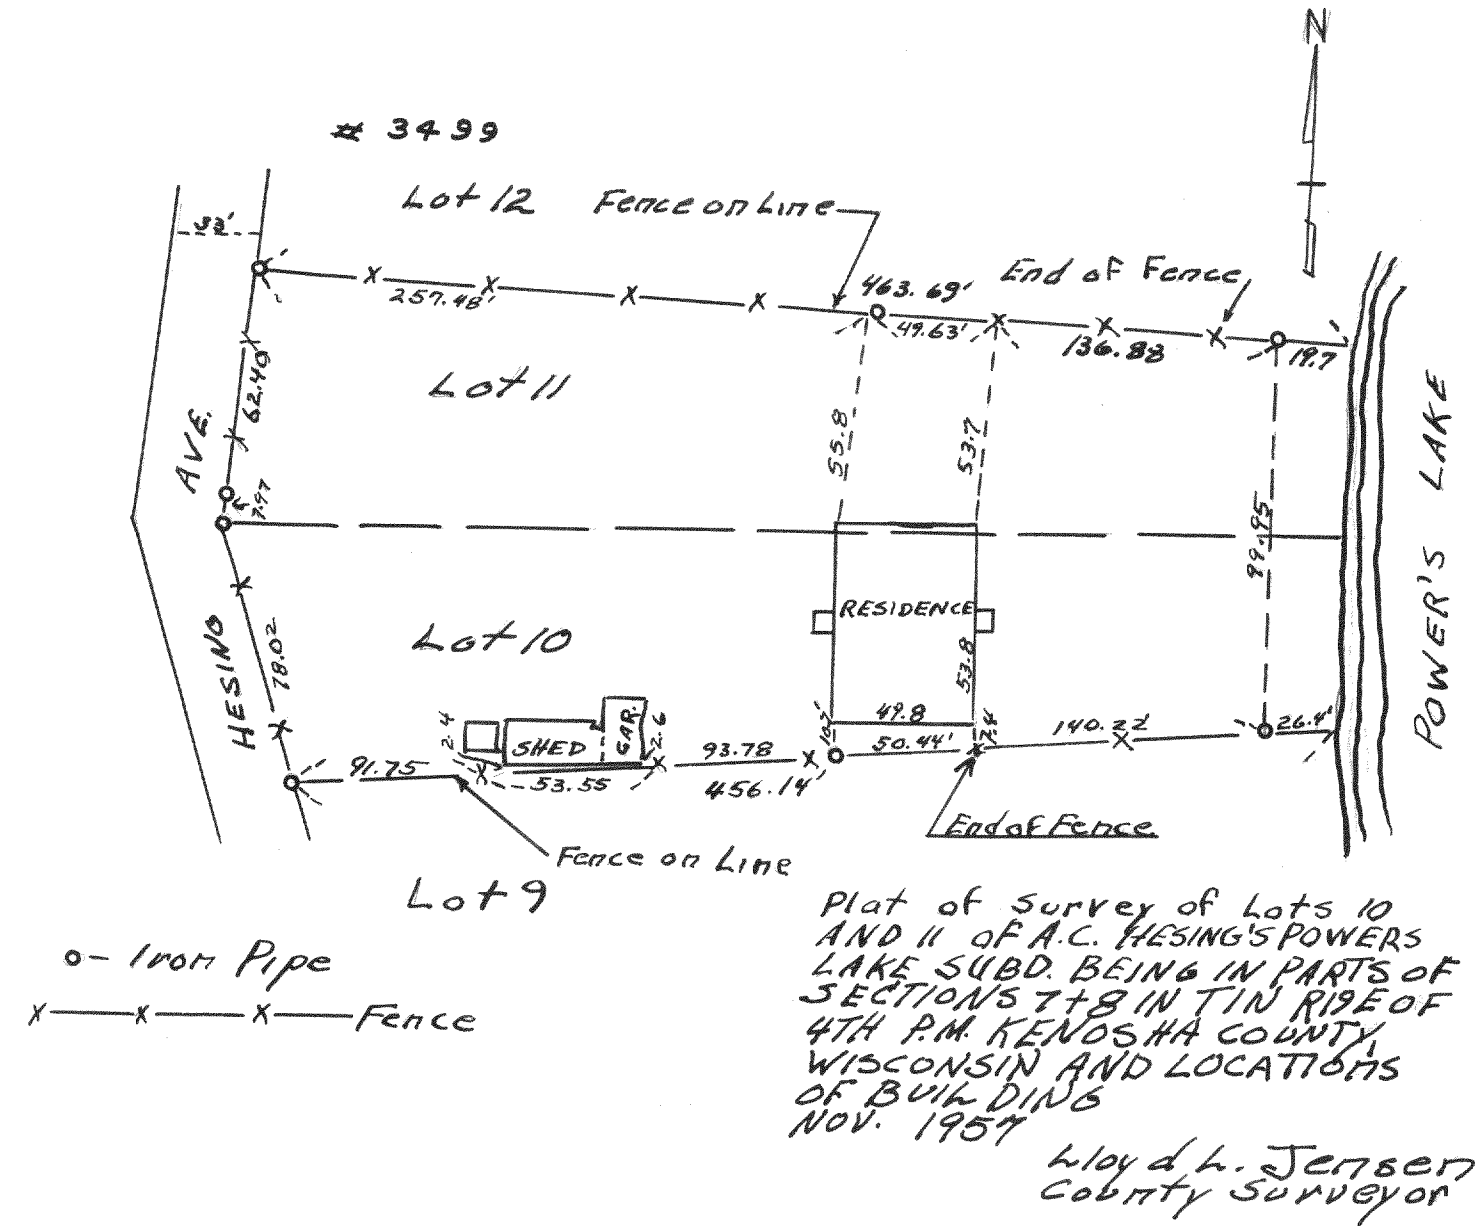 N
# 3499
Lot 12 Fence on Line
33'
463.69'
End of Fence
257.48'
49.63'
136.88
19.7
62.40
Lot 11
AVE.
7.97
55.8
53.7
99.95
POWER'S LAKE
HESING
78.02
Lot 10
RESIDENCE
53.8
49.8
2.4
SHED
GAR.
2.6
50.44'
140.22'
26.4'
91.75
53.55
93.78
456.14'
End of Fence
Fence on Line
Lot 9
o - Iron Pipe
x x x Fence
Plat of Survey of Lots 10
AND 11 of A.C. HESING'S POWERS
LAKE SUBD. BEING IN PARTS OF
SECTIONS 7+8 IN T1N R19E OF
4TH P.M. KENOSHA COUNTY,
WISCONSIN AND LOCATIONS
OF BUILDING
NOV. 1957
Lloyd L. Jensen
County Surveyor